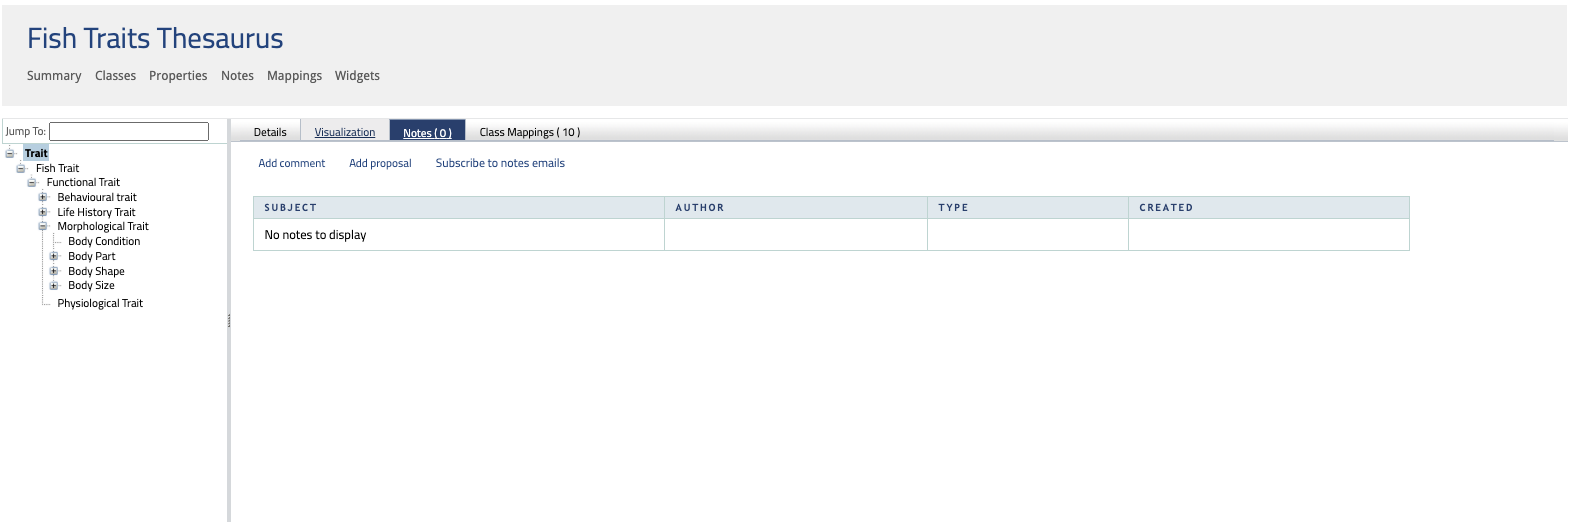 Fish Traits Thesaurus
Summary Classes Properties Notes Mappings Widgets
Jump To:
Details Visualization Notes ( 0 ) Class Mappings ( 10 )
Trait
Fish Trait
Functional Trait
Behavioural trait
Life History Trait
Morphological Trait
Body Condition
Body Part
Body Shape
Body Size
Physiological Trait
Add comment Add proposal Subscribe to notes emails
SUBJECT AUTHOR TYPE CREATED
No notes to display